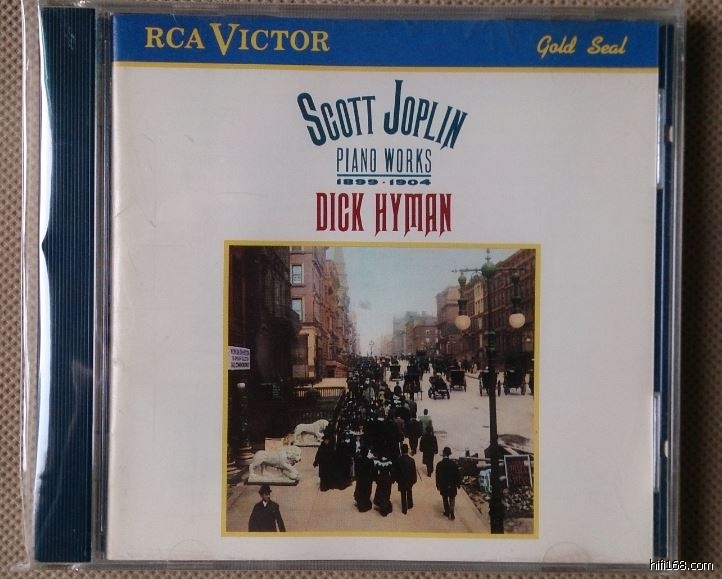 RCA VICTOR
Gold Seal
SCOTT JOPLIN
PIANO WORKS
1899 · 1904
DICK HYMAN
hifi168.com